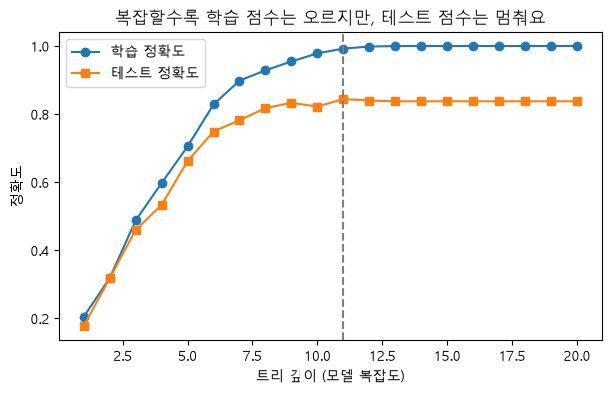 복잡할수록 학습 점수는 오르지만, 테스트 점수는 멈춰요
학습 정확도
테스트 정확도
정확도
1.0
0.8
0.6
0.4
0.2
2.5 5.0 7.5 10.0 12.5 15.0 17.5 20.0
트리 깊이 (모델 복잡도)